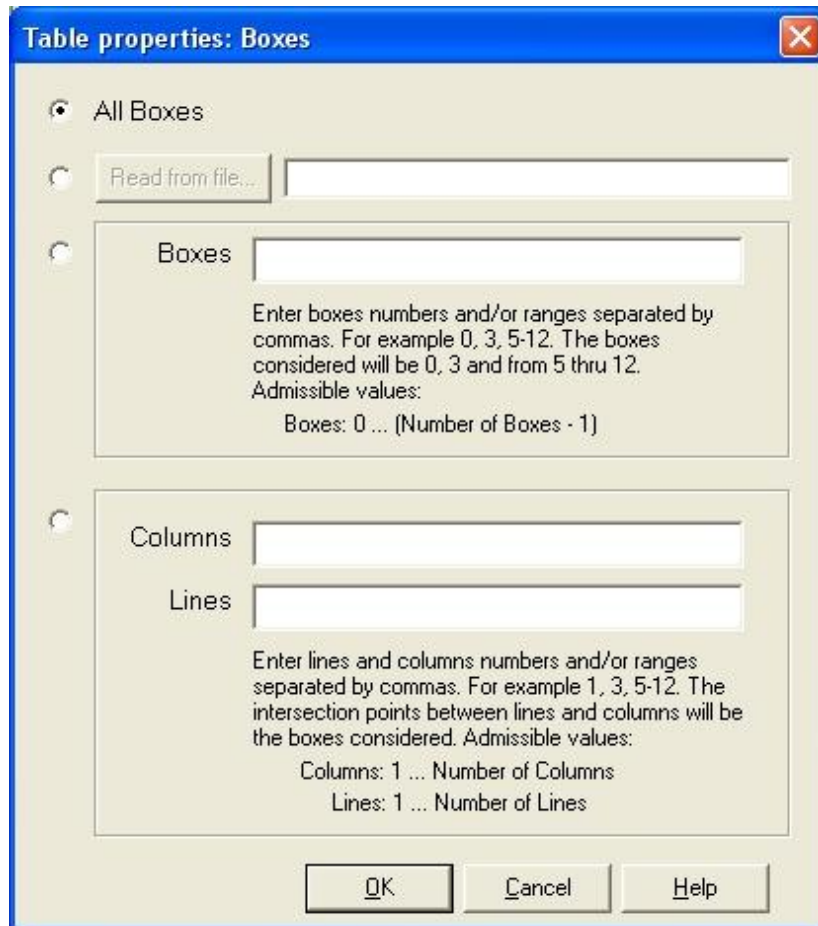 Table properties: Boxes
All Boxes
Read from file...
Boxes
Enter boxes numbers and/or ranges separated by
commas. For example 0, 3, 5-12. The boxes
considered will be 0, 3 and from 5 thru 12.
Admissible values:
Boxes: 0 ... (Number of Boxes - 1)
Columns
Lines
Enter lines and columns numbers and/or ranges
separated by commas. For example 1, 3, 5-12. The
intersection points between lines and columns will be
the boxes considered. Admissible values:
Columns: 1 ... Number of Columns
Lines: 1 ... Number of Lines
OK Cancel Help